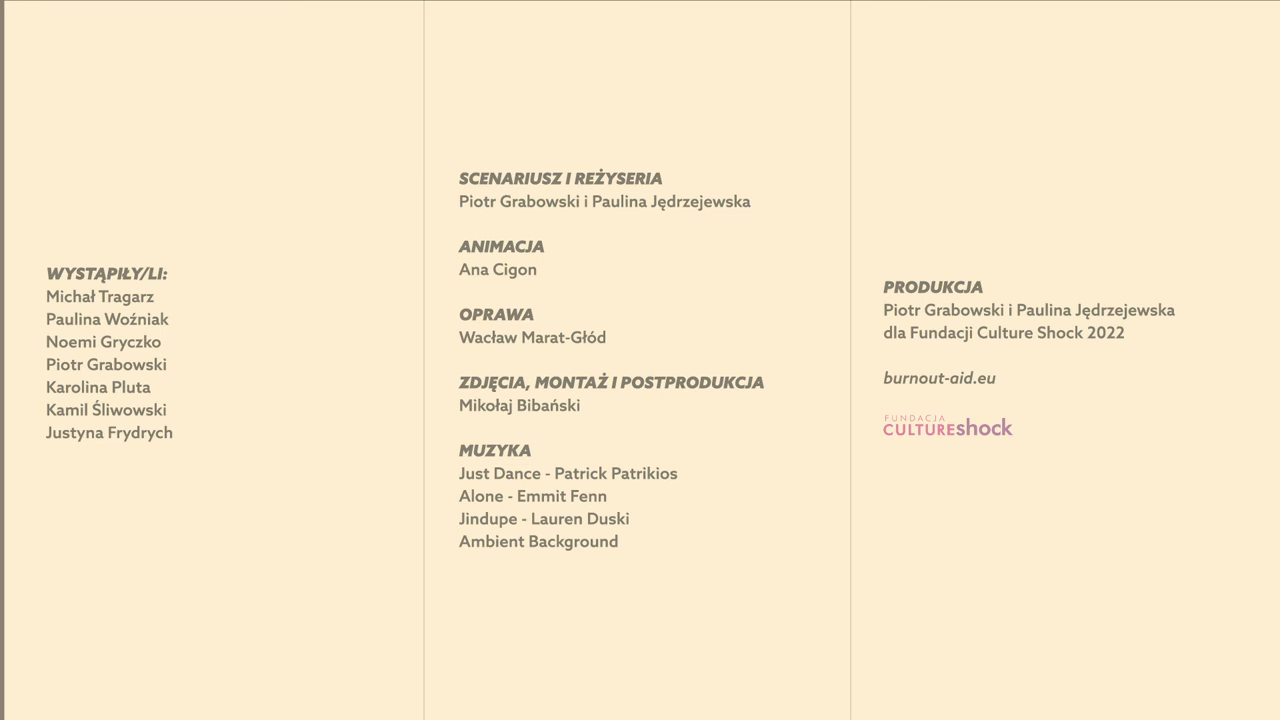 WYSTĄPIŁY/LI:
Michał Tragarz
Paulina Woźniak
Noemi Gryczko
Piotr Grabowski
Karolina Pluta
Kamil Śliwowski
Justyna Frydrych
SCENARIUSZ I REŻYSERIA
Piotr Grabowski i Paulina Jędrzejewska
ANIMACJA
Ana Cigon
OPRAWA
Wacław Marat-Głód
ZDJĘCIA, MONTAŻ I POSTPRODUKCJA
Mikołaj Bibański
MUZYKA
Just Dance - Patrick Patrikios
Alone - Emmit Fenn
Jindupe - Lauren Duski
Ambient Background
PRODUKCJA
Piotr Grabowski i Paulina Jędrzejewska
dla Fundacji Culture Shock 2022
burnout-aid.eu
FUNDACJA
CULTUREshock